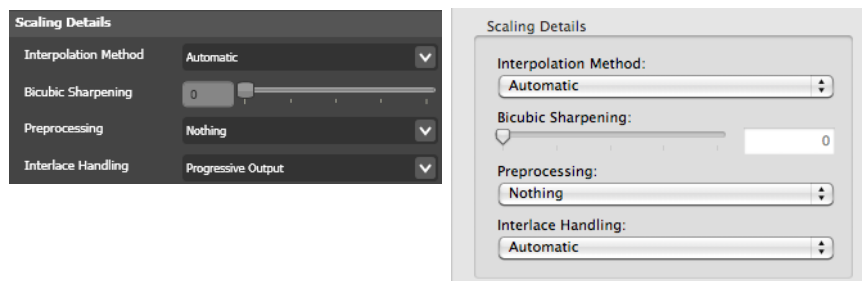 Scaling Details
Interpolation Method Automatic
Bicubic Sharpening 0
Preprocessing Nothing
Interlace Handling Progressive Output
Scaling Details
Interpolation Method:
Automatic
Bicubic Sharpening:
0
Preprocessing:
Nothing
Interlace Handling:
Automatic